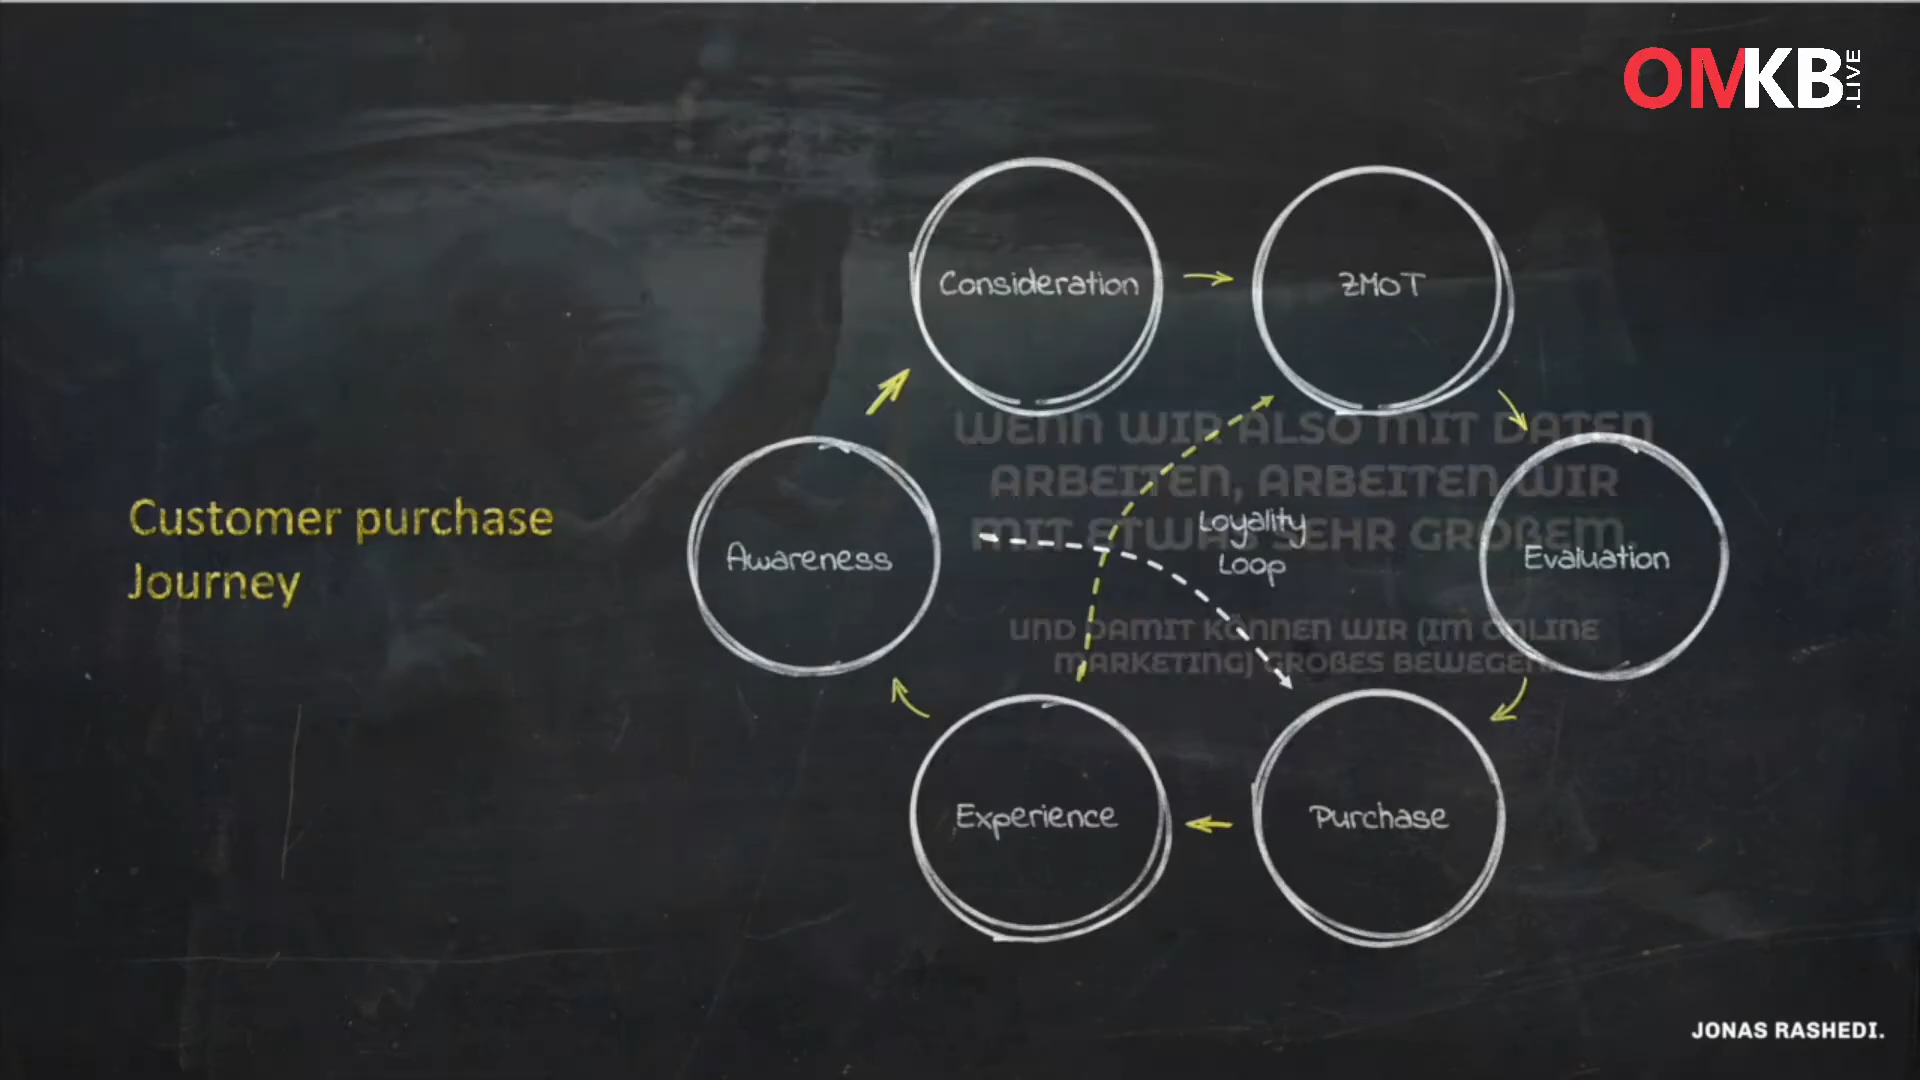 OMKB.LIVE
Customer purchase
Journey
Consideration
ZMOT
WENN WIR ALSO MIT DATEN
ARBEITEN, ARBEITEN WIR
MIT ETWAS SEHR GROẞEM.
Loyality
Loop
Awareness
Evaluation
UND DAMIT KÖNNEN WIR (IM ONLINE
MARKETING) GROẞES BEWEGEN.
Experience
Purchase
JONAS RASHEDI.